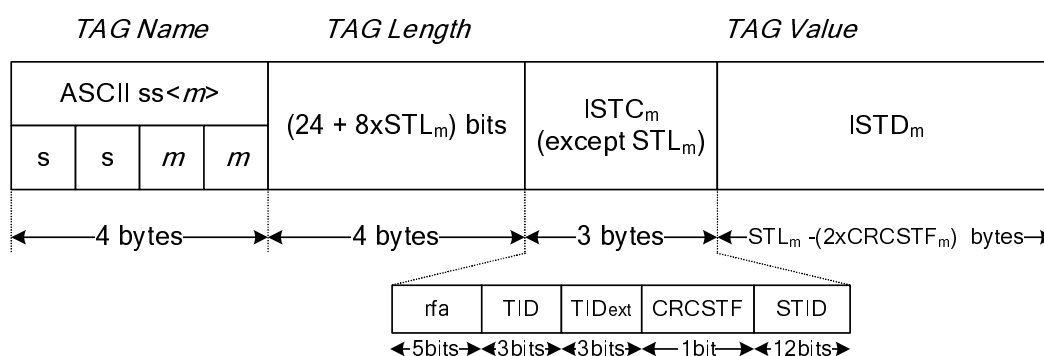 TAG Name TAG Length TAG Value
ASCII ss<m>
s s m m
(24 + 8xSTLm) bits
ISTCm
(except STLm)
ISTDm
4 bytes 4 bytes 3 bytes STLm -(2xCRCSTFm) bytes
rfa TID TIDext CRCSTF STID
5bits 3bits 3bits 1bit 12bits